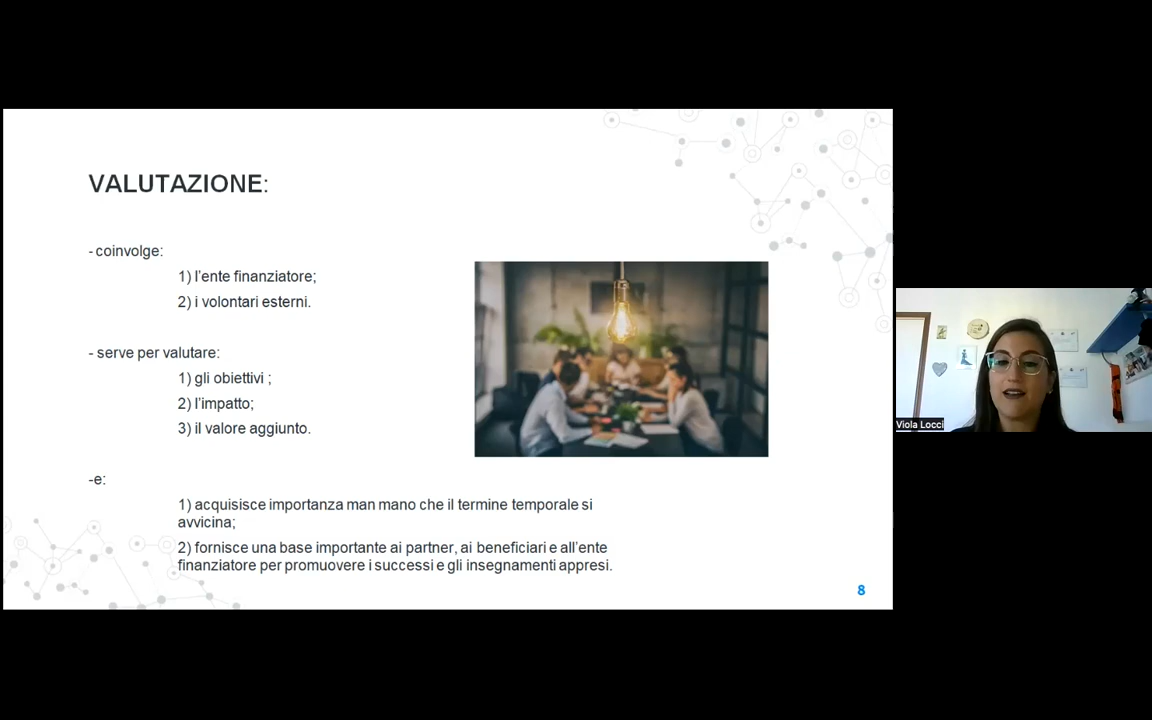 VALUTAZIONE:
- coinvolge:
1) l'ente finanziatore;
2) i volontari esterni.
- serve per valutare:
1) gli obiettivi ;
2) l'impatto;
3) il valore aggiunto.
-e:
1) acquisisce importanza man mano che il termine temporale si
avvicina;
2) fornisce una base importante ai partner, ai beneficiari e all'ente
finanziatore per promuovere i successi e gli insegnamenti appresi.
8
Viola Locci